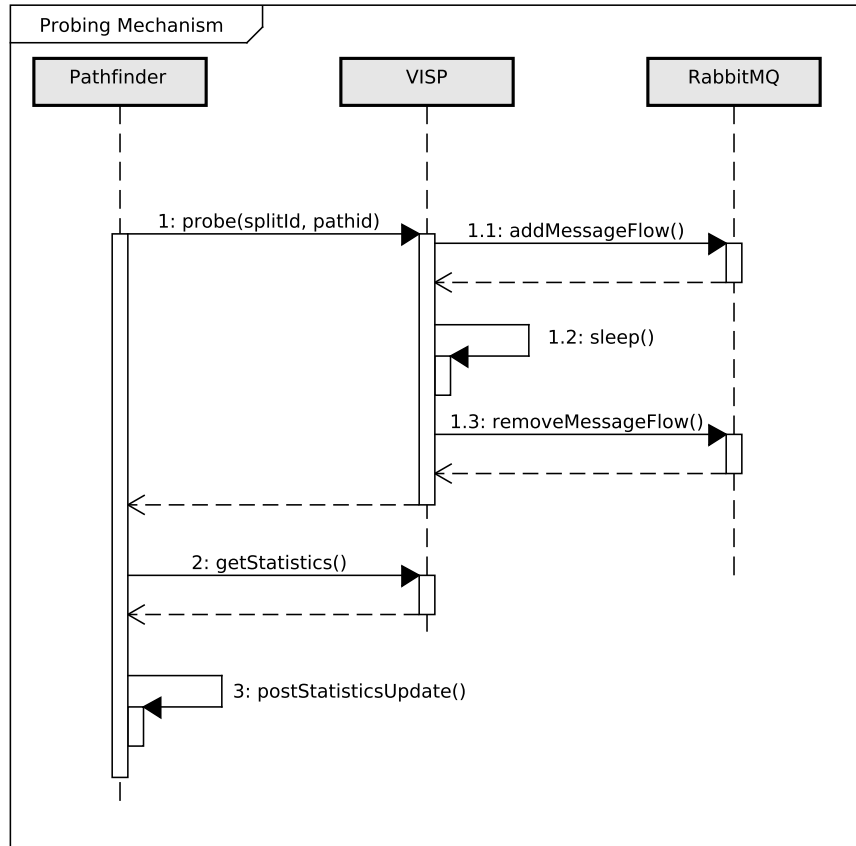 Probing Mechanism
Pathfinder
VISP
RabbitMQ
1: probe(splitId, pathid)
1.1: addMessageFlow()
1.2: sleep()
1.3: removeMessageFlow()
2: getStatistics()
3: postStatisticsUpdate()